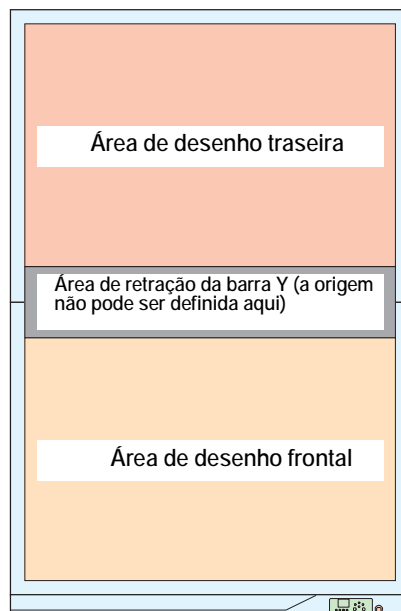 Área de desenho traseira
Área de retração da barra Y (a origem
não pode ser definida aqui)
Área de desenho frontal